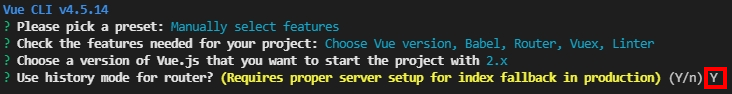 Vue CLI v4.5.14
? Please pick a preset: Manually select features
? Check the features needed for your project: Choose Vue version, Babel, Router, Vuex, Linter
? Choose a version of Vue.js that you want to start the project with 2.x
? Use history mode for router? (Requires proper server setup for index fallback in production) (Y/n) Y